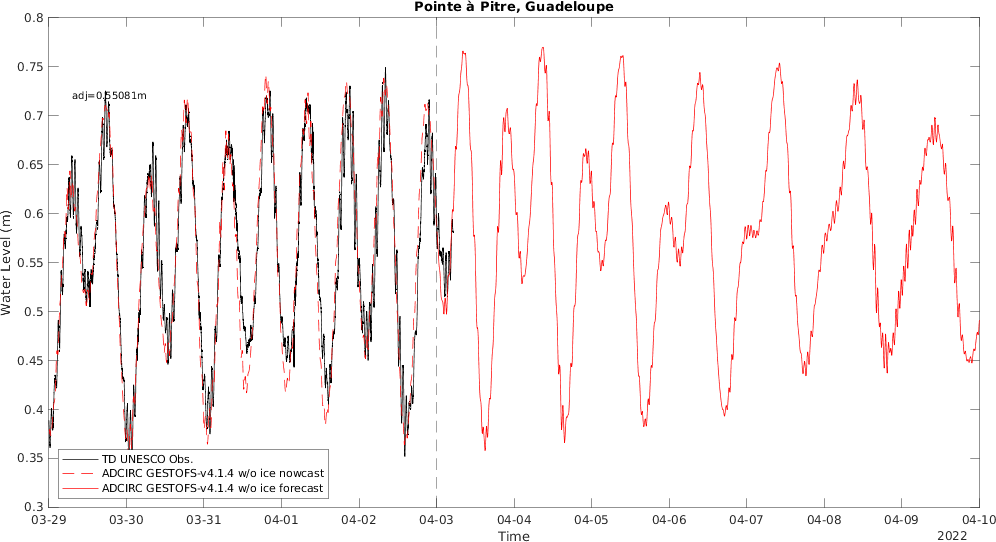 Pointe à Pitre, Guadeloupe
0.8
0.75
0.7
0.65
0.6
0.55
0.5
0.45
0.4
0.35
0.3
Water Level (m)
adj=0.55081m
TD UNESCO Obs.
ADCIRC GESTOFS-v4.1.4 w/o ice nowcast
ADCIRC GESTOFS-v4.1.4 w/o ice forecast
03-29 03-30 03-31 04-01 04-02 04-03 04-04 04-05 04-06 04-07 04-08 04-09 04-10
Time
2022